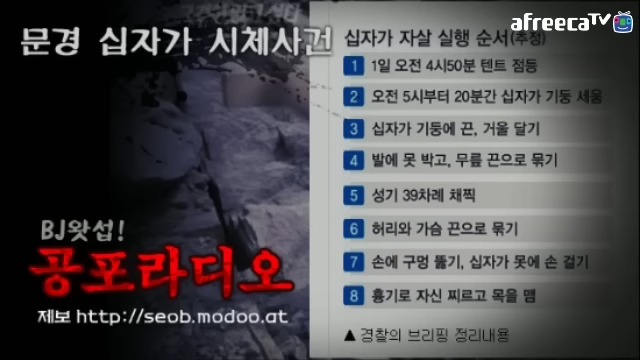 afreecaTV
문경 십자가 시체사건
십자가 자살 실행 순서(추정)
1 1일 오전 4시50분 텐트 점등
2 오전 5시부터 20분간 십자가 기둥 세움
3 십자가 기둥에 끈, 거울 달기
4 발에 못 박고, 무릎 끈으로 묶기
5 성기 39차례 채찍
6 허리와 가슴 끈으로 묶기
7 손에 구멍 뚫기, 십자가 못에 손 걸기
8 흉기로 자신 찌르고 목을 맴
▲ 경찰의 브리핑 정리내용
BJ왓섭!
공포라디오
제보 http://seob.modoo.at